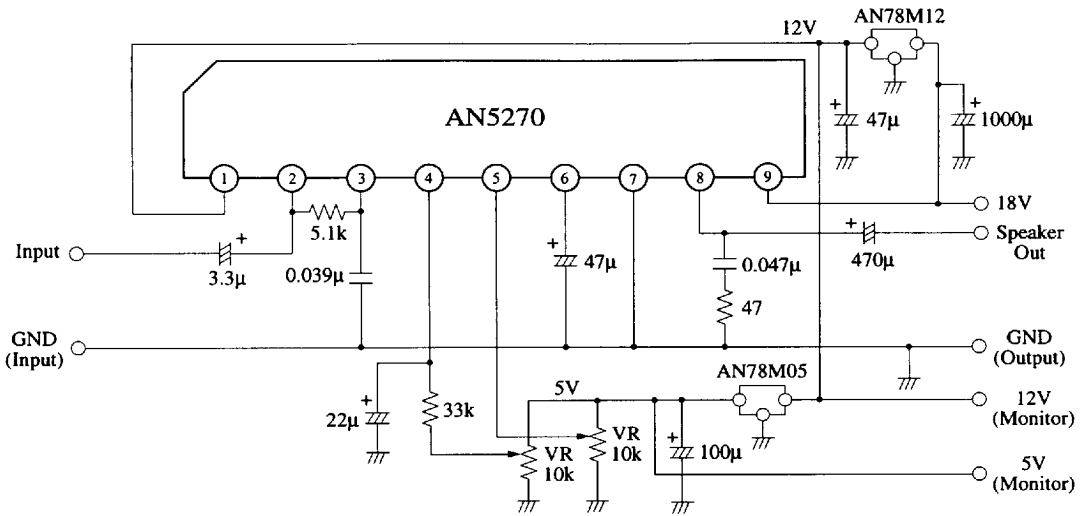 AN78M12
12V
AN5270
47μ
1000μ
1 2 3 4 5 6 7 8 9
18V
5.1k
Input
3.3μ
0.039μ
47μ
0.047μ
470μ
Speaker
Out
47
GND
(Input)
GND
(Output)
AN78M05
5V
12V
(Monitor)
22μ
33k
VR
10k
VR
10k
100μ
5V
(Monitor)